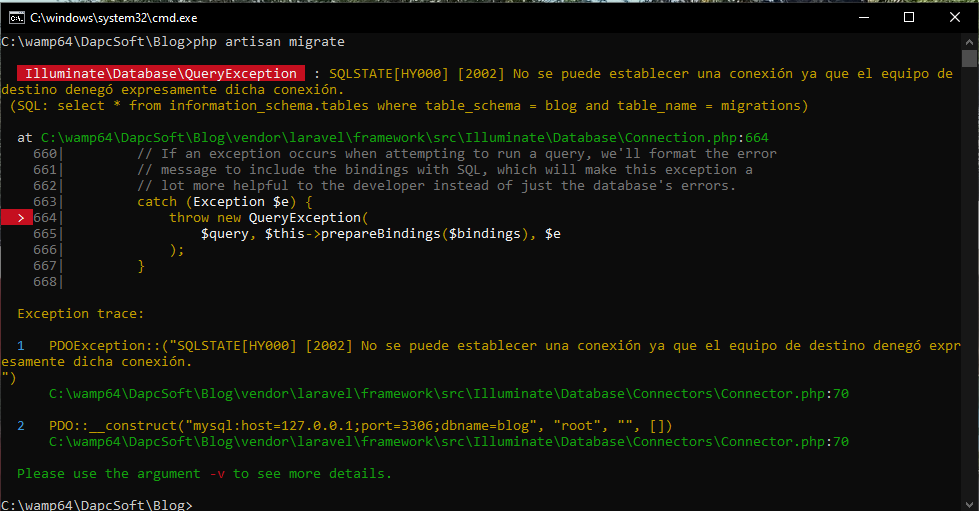 C:\windows\system32\cmd.exe
C:\wamp64\DapcSoft\Blog>php artisan migrate
Illuminate\Database\QueryException : SQLSTATE[HY000] [2002] No se puede establecer una conexión ya que el equipo de
destino denegó expresamente dicha conexión.
(SQL: select * from information_schema.tables where table_schema = blog and table_name = migrations)
at C:\wamp64\DapcSoft\Blog\vendor\laravel\framework\src\Illuminate\Database\Connection.php:664
660| // If an exception occurs when attempting to run a query, we'll format the error
661| // message to include the bindings with SQL, which will make this exception a
662| // lot more helpful to the developer instead of just the database's errors.
663| catch (Exception $e) {
> 664| throw new QueryException(
665| $query, $this->prepareBindings($bindings), $e
666| );
667| }
668|
Exception trace:
1 PDOException::("SQLSTATE[HY000] [2002] No se puede establecer una conexión ya que el equipo de destino denegó expr
esamente dicha conexión.
")
C:\wamp64\DapcSoft\Blog\vendor\laravel\framework\src\Illuminate\Database\Connectors\Connector.php:70
2 PDO::__construct("mysql:host=127.0.0.1;port=3306;dbname=blog", "root", "", [])
C:\wamp64\DapcSoft\Blog\vendor\laravel\framework\src\Illuminate\Database\Connectors\Connector.php:70
Please use the argument -v to see more details.
C:\wamp64\DapcSoft\Blog>